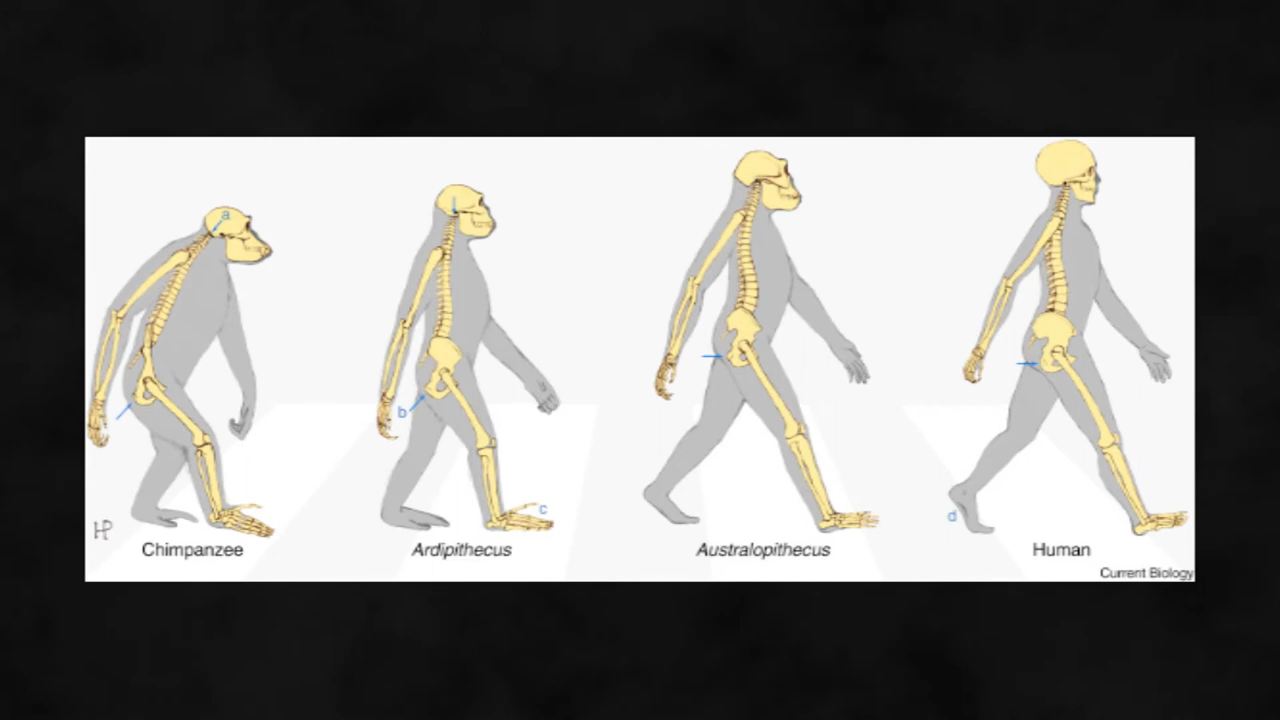 a
b
c
d
HP
Chimpanzee
Ardipithecus
Australopithecus
Human
Current Biology